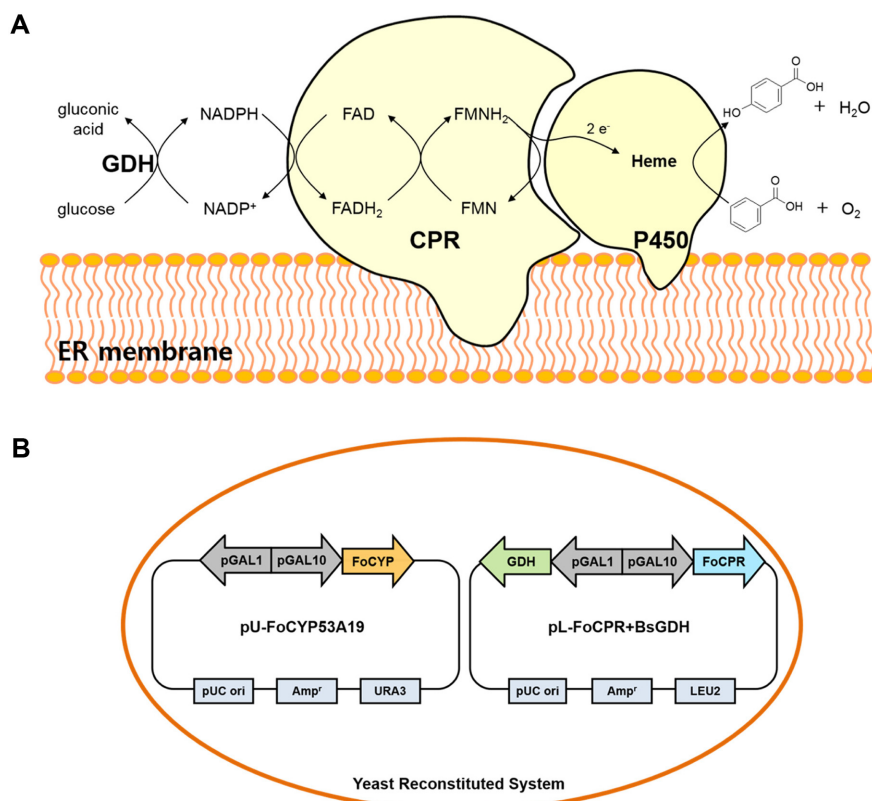 A
gluconic
acid
GDH
glucose
NADPH
NADP⁺
FAD
FADH₂
FMNH₂
FMN
CPR
2 e⁻
Heme
P450
HO
O
OH
+ H₂O
O
OH
+ O₂
ER membrane
B
pGAL1
pGAL10
FoCYP
pU-FoCYP53A19
pUC ori
Ampʳ
URA3
GDH
pGAL1
pGAL10
FoCPR
pL-FoCPR+BsGDH
pUC ori
Ampʳ
LEU2
Yeast Reconstituted System